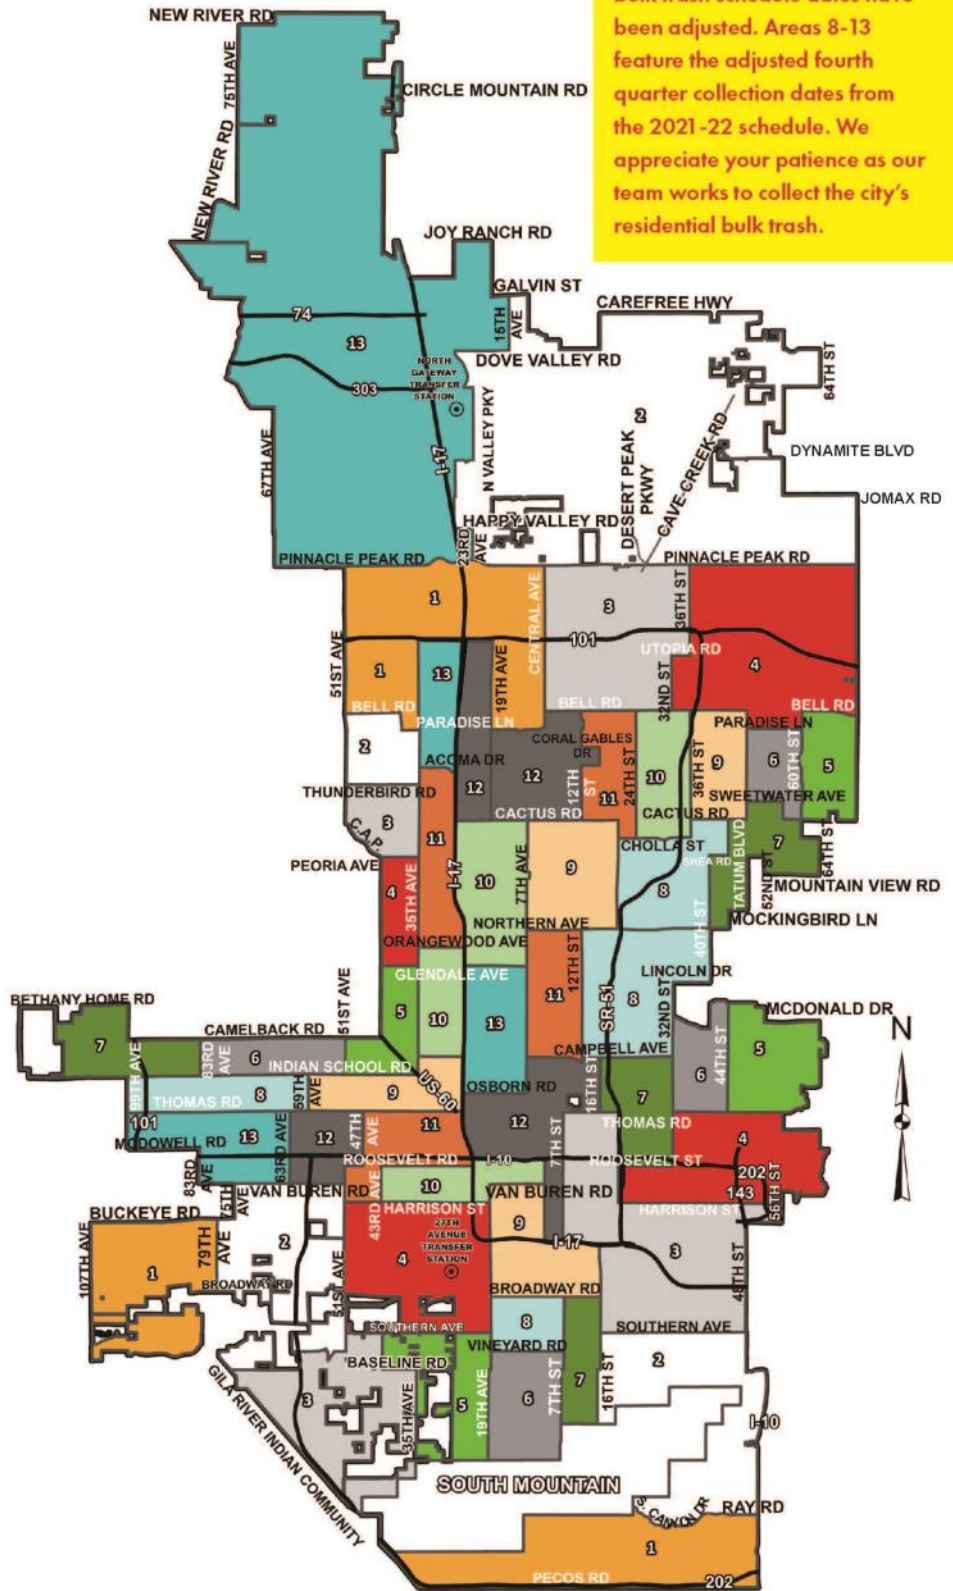 bulk trash schedule dates have
been adjusted. Areas 8-13
feature the adjusted fourth
quarter collection dates from
the 2021-22 schedule. We
appreciate your patience as our
team works to collect the city's
residential bulk trash.
NEW RIVER RD
75TH AVE
CIRCLE MOUNTAIN RD
NEW RIVER RD
JOY RANCH RD
GALVIN ST
CAREFREE HWY
74
15TH
AVE
13
DOVE VALLEY RD
64TH ST
NORTH
GATEWAY
TRANSFER
STATION
303
2
67TH AVE
I-17
N VALLEY PKY
DESERT PEAK
PKWY
CAVE CREEK RD
DYNAMITE BLVD
JOMAX RD
HAPPY VALLEY RD
23RD
AVE
PINNACLE PEAK RD
PINNACLE PEAK RD
1
CENTRAL AVE
3
36TH ST
101
UTOPIA RD
51ST AVE
1
13
19TH AVE
32ND ST
4
BELL RD
BELL RD
BELL RD
PARADISE LN
PARADISE LN
2
ACOMA DR
CORAL GABLES
DR
12
12
12TH
ST
11
24TH ST
10
36TH ST
9
6
60TH ST
5
THUNDERBIRD RD
SWEETWATER AVE
CACTUS RD
CACTUS RD
3
C.A.P.
11
CHOLLA ST
SHEA RD
TATUM BLVD
7
64TH ST
PEORIA AVE
4
35TH AVE
I-17
10
7TH AVE
9
8
52ND ST
MOUNTAIN VIEW RD
MOCKINGBIRD LN
NORTHERN AVE
40TH ST
ORANGEWOOD AVE
12TH ST
GLENDALE AVE
LINCOLN DR
51ST AVE
5
10
13
11
SR-51
8
32ND ST
BETHANY HOME RD
MCDONALD DR
N
CAMELBACK RD
7
99TH AVE
83RD
AVE
6
INDIAN SCHOOL RD
CAMPBELL AVE
6
44TH ST
5
US-60
OSBORN RD
16TH ST
7
THOMAS RD
8
59TH
AVE
9
101
MCDOWELL RD
13
63RD AVE
12
47TH
AVE
11
12
7TH ST
THOMAS RD
4
ROOSEVELT RD
I-10
ROOSEVELT ST
202
143
56TH ST
83RD
AVE
75TH
AVE
VAN BUREN RD
43RD AVE
10
VAN BUREN RD
HARRISON ST
HARRISON ST
BUCKEYE RD
107TH AVE
79TH
AVE
2
9
27TH
AVENUE
TRANSFER
STATION
I-17
3
1
4
BROADWAY RD
51ST AVE
BROADWAY RD
48TH ST
8
SOUTHERN AVE
SOUTHERN AVE
VINEYARD RD
2
BASELINE RD
3
35TH AVE
5
19TH AVE
6
7TH ST
7
16TH ST
I-10
GILA RIVER INDIAN COMMUNITY
SOUTH MOUNTAIN
S. CANYON DR
RAY RD
1
PECOS RD
202